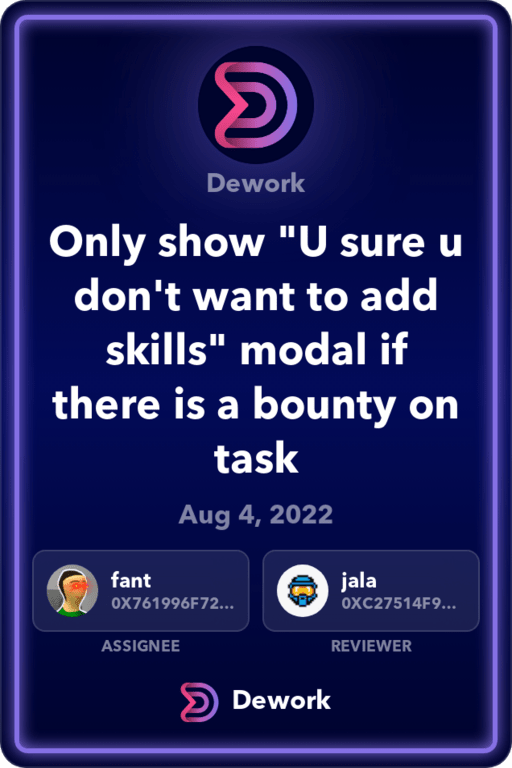 Dework
Only show "U sure u
don't want to add
skills" modal if
there is a bounty on
task
Aug 4, 2022
fant
0X761996F72...
jala
0XC27514F9...
ASSIGNEE
REVIEWER
Dework